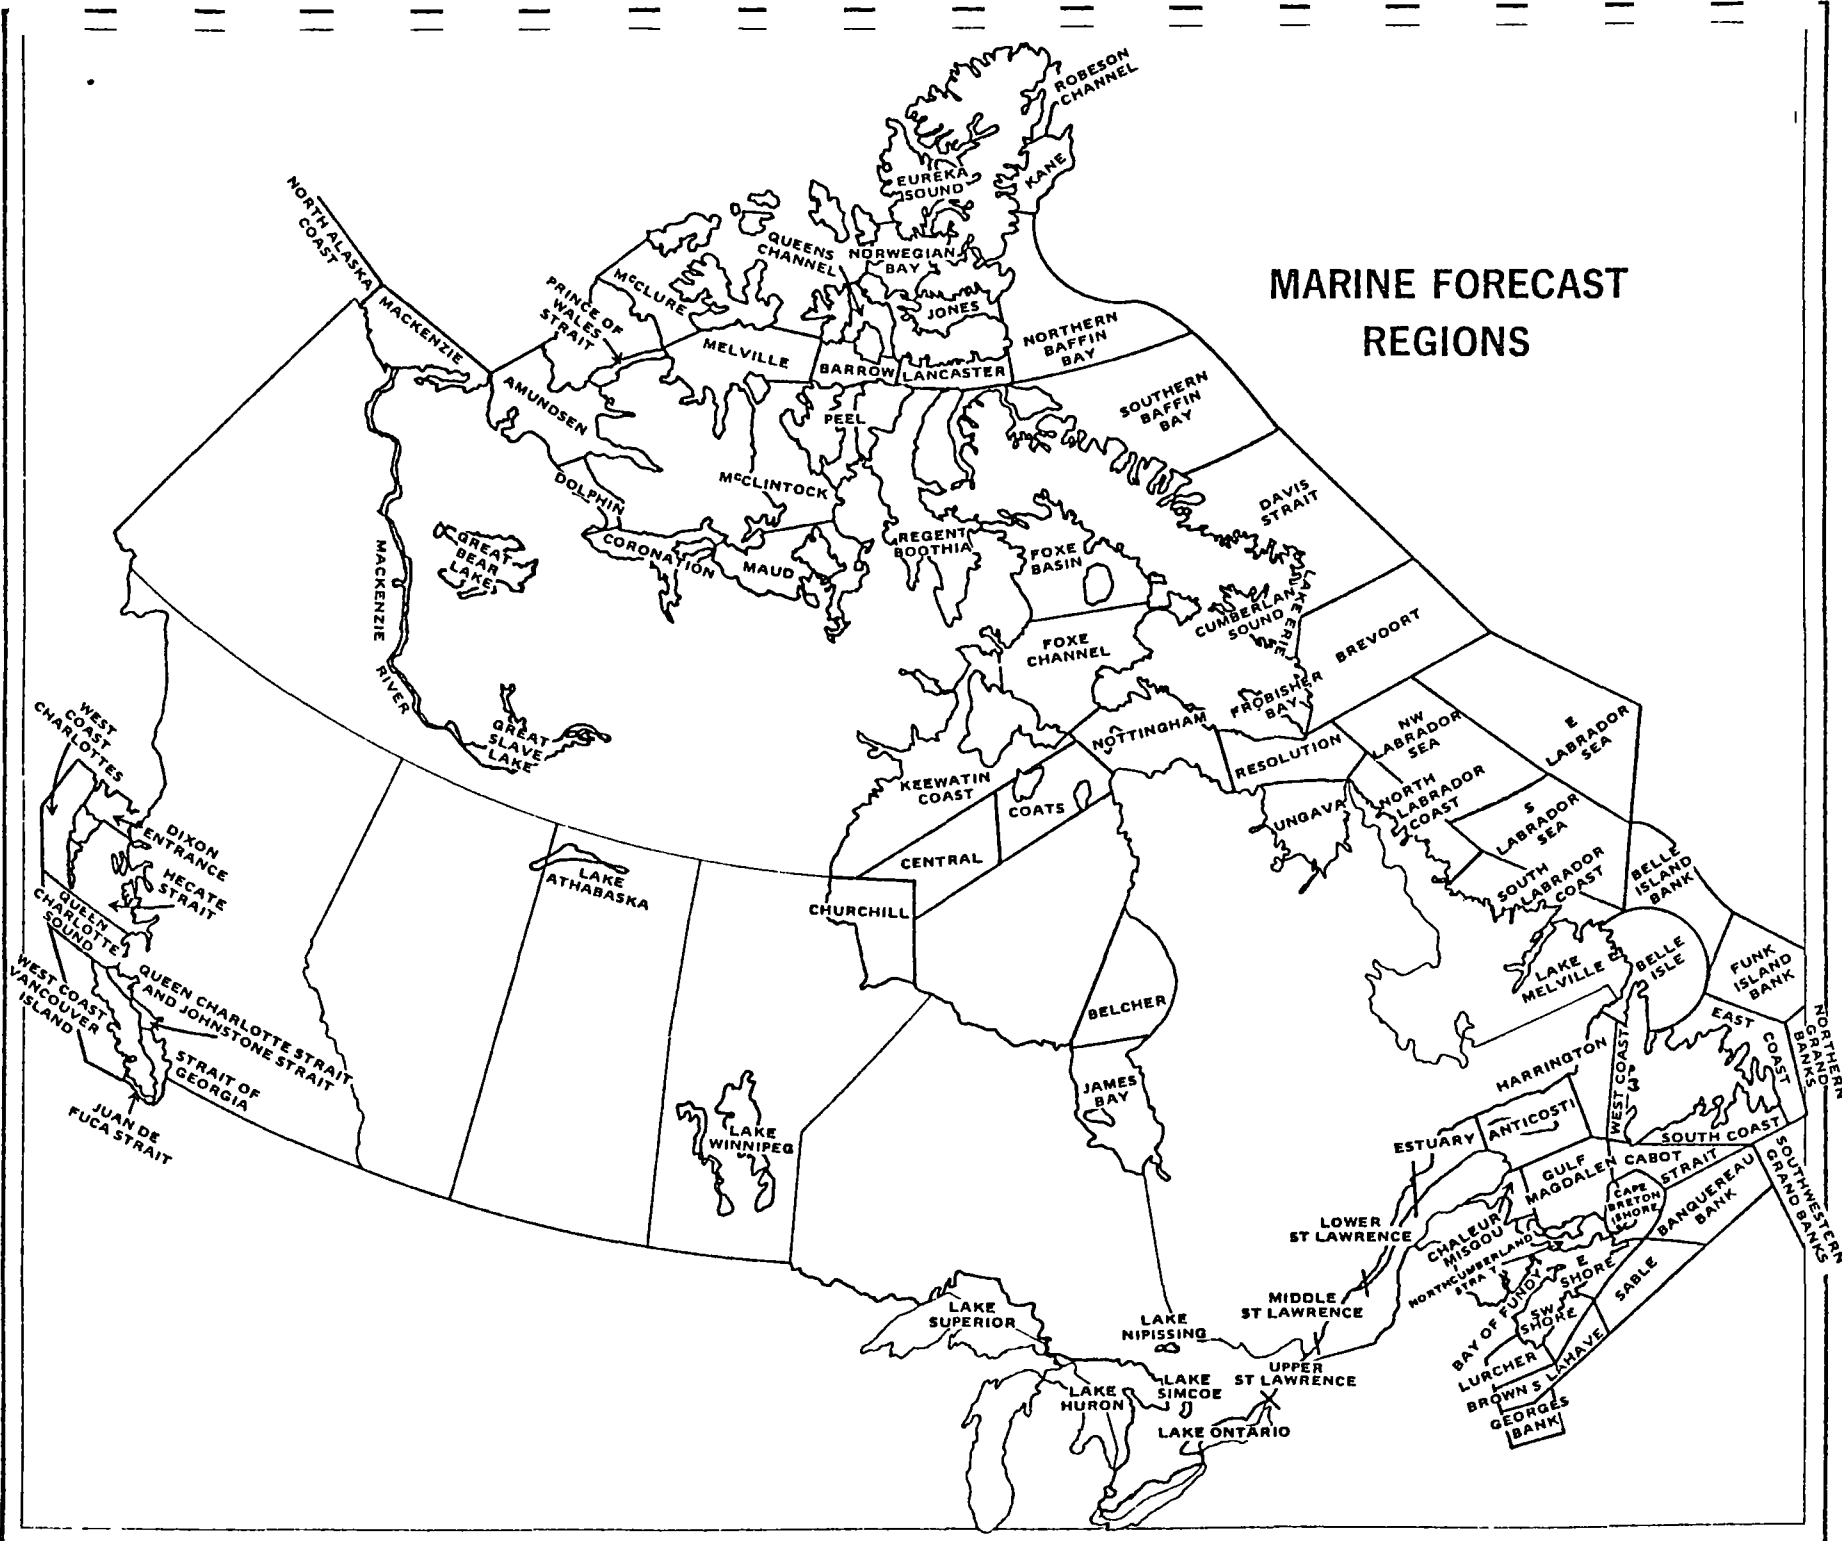 MARINE FORECAST
REGIONS
ROBESON
CHANNEL
KANE
EUREKA
SOUND
NORTH ALASKA
COAST
QUEENS
CHANNEL
NORWEGIAN
BAY
MCCLURE
PRINCE OF
WALES
STRAIT
MACKENZIE
JONES
NORTHERN
BAFFIN
BAY
MELVILLE
BARROW
LANCASTER
AMUNDSEN
SOUTHERN
BAFFIN
BAY
PEEL
DOLPHIN
MCCLINTOCK
DAVIS
STRAIT
REGENT
BOOTHIA
FOXE
BASIN
GREAT
BEAR
LAKE
CORONATION
MAUD
MACKENZIE
RIVER
LAKE ERIE
CUMBERLAN
SOUND
FOXE
CHANNEL
BREVOORT
FROBISHER
BAY
GREAT
SLAVE
LAKE
WEST
COAST
CHARLOTTES
NOTTINGHAM
NW
LABRADOR
SEA
E
LABRADOR
SEA
RESOLUTION
KEEWATIN
COAST
COATS
NORTH
LABRADOR
COAST
UNGAVA
S
LABRADOR
SEA
DIXON
ENTRANCE
HECATE
STRAIT
CENTRAL
LAKE
ATHABASKA
SOUTH
LABRADOR
COAST
BELLE
ISLAND
BANK
QUEEN
CHARLOTTE
SOUND
CHURCHILL
LAKE
MELVILLE
BELLE
ISLE
FUNK
ISLAND
BANK
WEST COAST
VANCOUVER
ISLAND
QUEEN CHARLOTTE STRAIT
AND JOHNSTONE STRAIT
BELCHER
EAST
COAST
NORTHERN
GRAND
BANKS
STRAIT OF
GEORGIA
JUAN DE
FUCA STRAIT
JAMES
BAY
HARRINGTON
WEST COAST
LAKE
WINNIPEG
ESTUARY
ANTICOSTI
SOUTH COAST
GULF
MAGDALEN
CABOT
STRAIT
CAPE
BRETON
SHORE
BANQUEREAU
BANK
SOUTHWESTERN
GRAND BANKS
LOWER
ST LAWRENCE
CHALEUR
MISCOU
NORTHCUMBERLAND
STRA T
E
SHORE
SABLE
MIDDLE
ST LAWRENCE
BAY OF FUNDY
SW
SHORE
LAKE
SUPERIOR
LAKE
NIPISSING
UPPER
ST LAWRENCE
LURCHER
BROWNS
LAHAVE
GEORGES
BANK
LAKE
HURON
LAKE
SIMCOE
LAKE ONTARIO